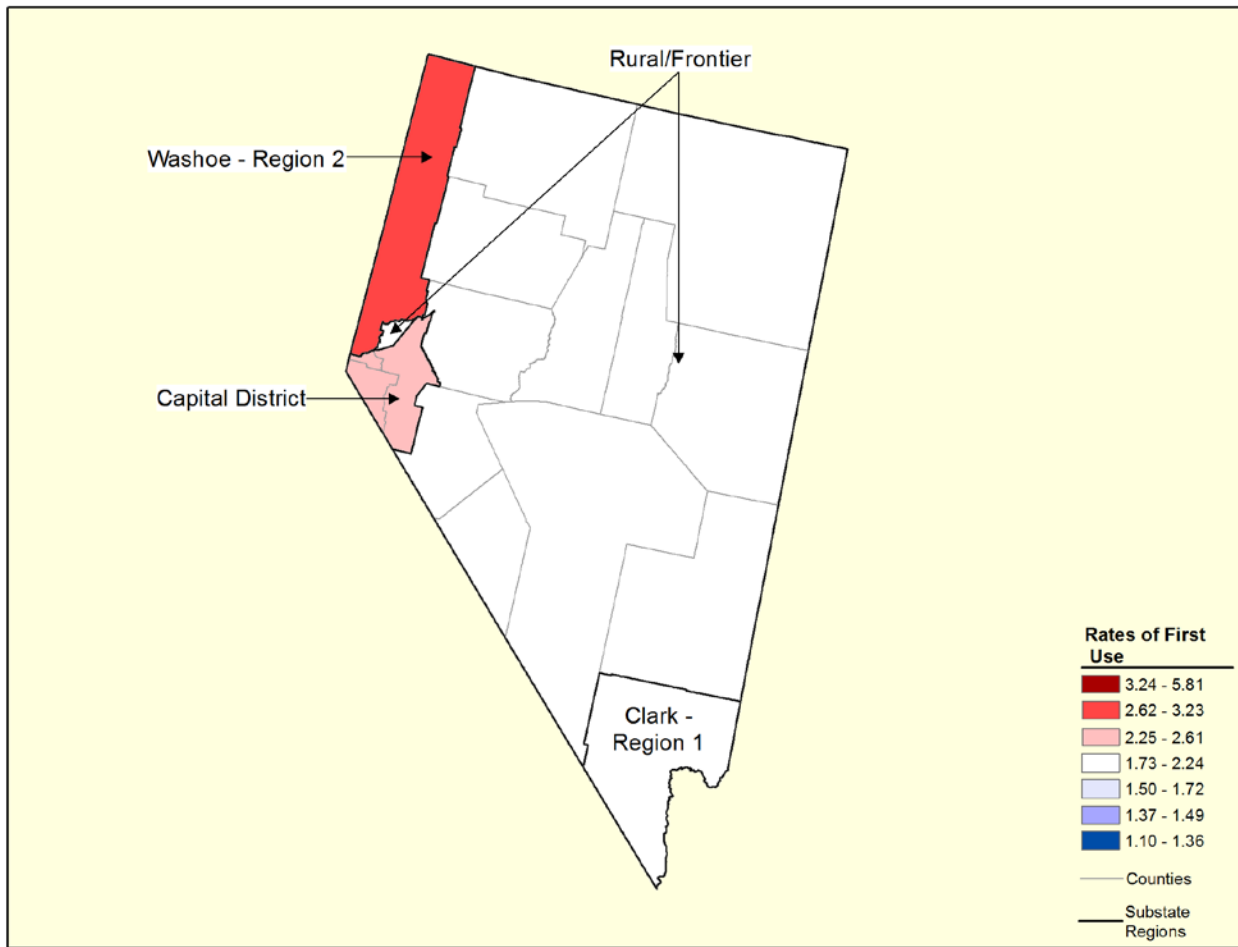 Rural/Frontier
Washoe - Region 2
Capital District
Clark -
Region 1
Rates of First
Use
3.24 - 5.81
2.62 - 3.23
2.25 - 2.61
1.73 - 2.24
1.50 - 1.72
1.37 - 1.49
1.10 - 1.36
Counties
Substate
Regions